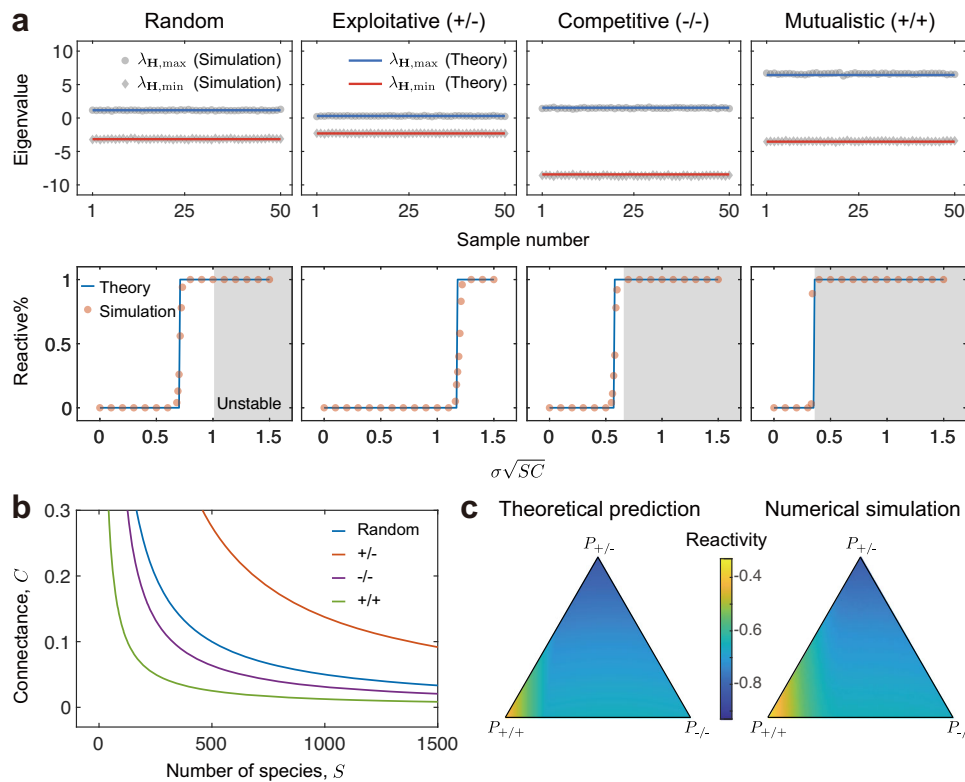 a
Random
Exploitative (+/-)
Competitive (-/-)
Mutualistic (+/+)
Eigenvalue
10
5
0
-5
-10
λH,max (Simulation)
λH,min (Simulation)
λH,max (Theory)
λH,min (Theory)
1 25 50
1 25 50
1 25 50
1 25 50
Sample number
Reactive%
1
0.5
0
Theory
Simulation
Unstable
0 0.5 1 1.5
0 0.5 1 1.5
0 0.5 1 1.5
0 0.5 1 1.5
σ√SC
b
Connectance, C
0.3
0.2
0.1
0
Random
+/-
-/-
+/+
0 500 1000 1500
Number of species, S
c
Theoretical prediction
Numerical simulation
P+/-
P+/+
P-/-
Reactivity
-0.4
-0.6
-0.8
P+/-
P+/+
P-/-